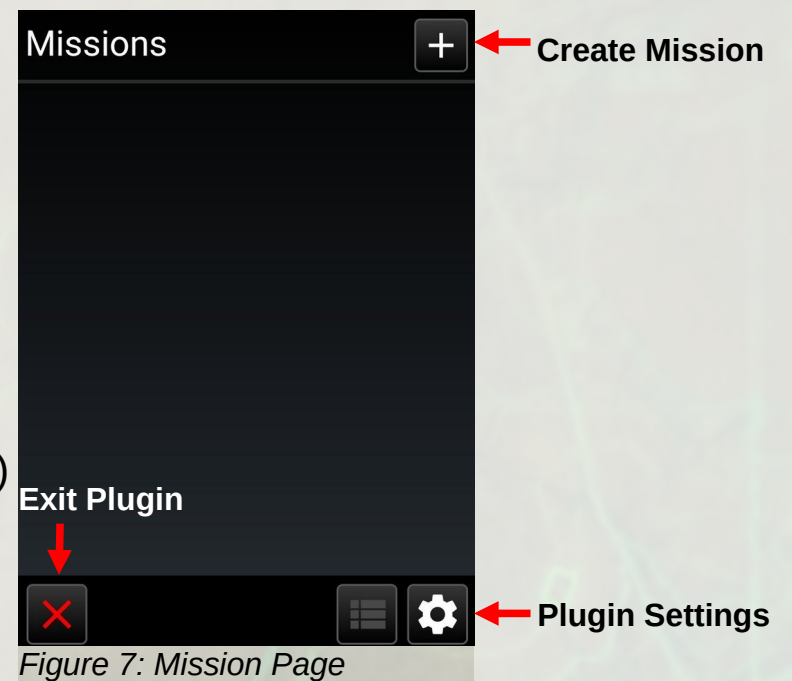 Missions
Create Mission
)
Exit Plugin
Plugin Settings
Figure 7: Mission Page